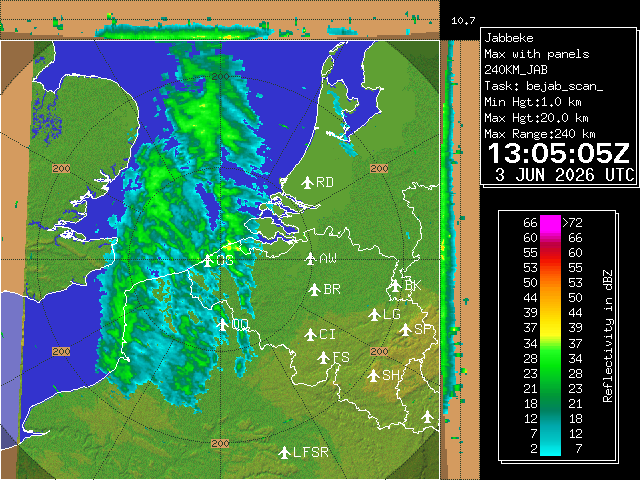 10.7
Jabbeke
Max with panels
240KM_JAB
Task: bejab_scan_
Min Hgt:1.0 km
Max Hgt:20.0 km
Max Range:240 km
13:05:05Z
3 JUN 2026 UTC
200
200
200
RD
OS
AW
BR
BK
LG
SP
QO
CI
FS
SH
200
200
200
LFSR
66 >72
60 66
55 60
53 55
50 53
44 50
39 44
37 39
34 37
28 34
24 28
21 24
18 23
16 21
12 18
7 12
2 7
Reflectivity in dBZ